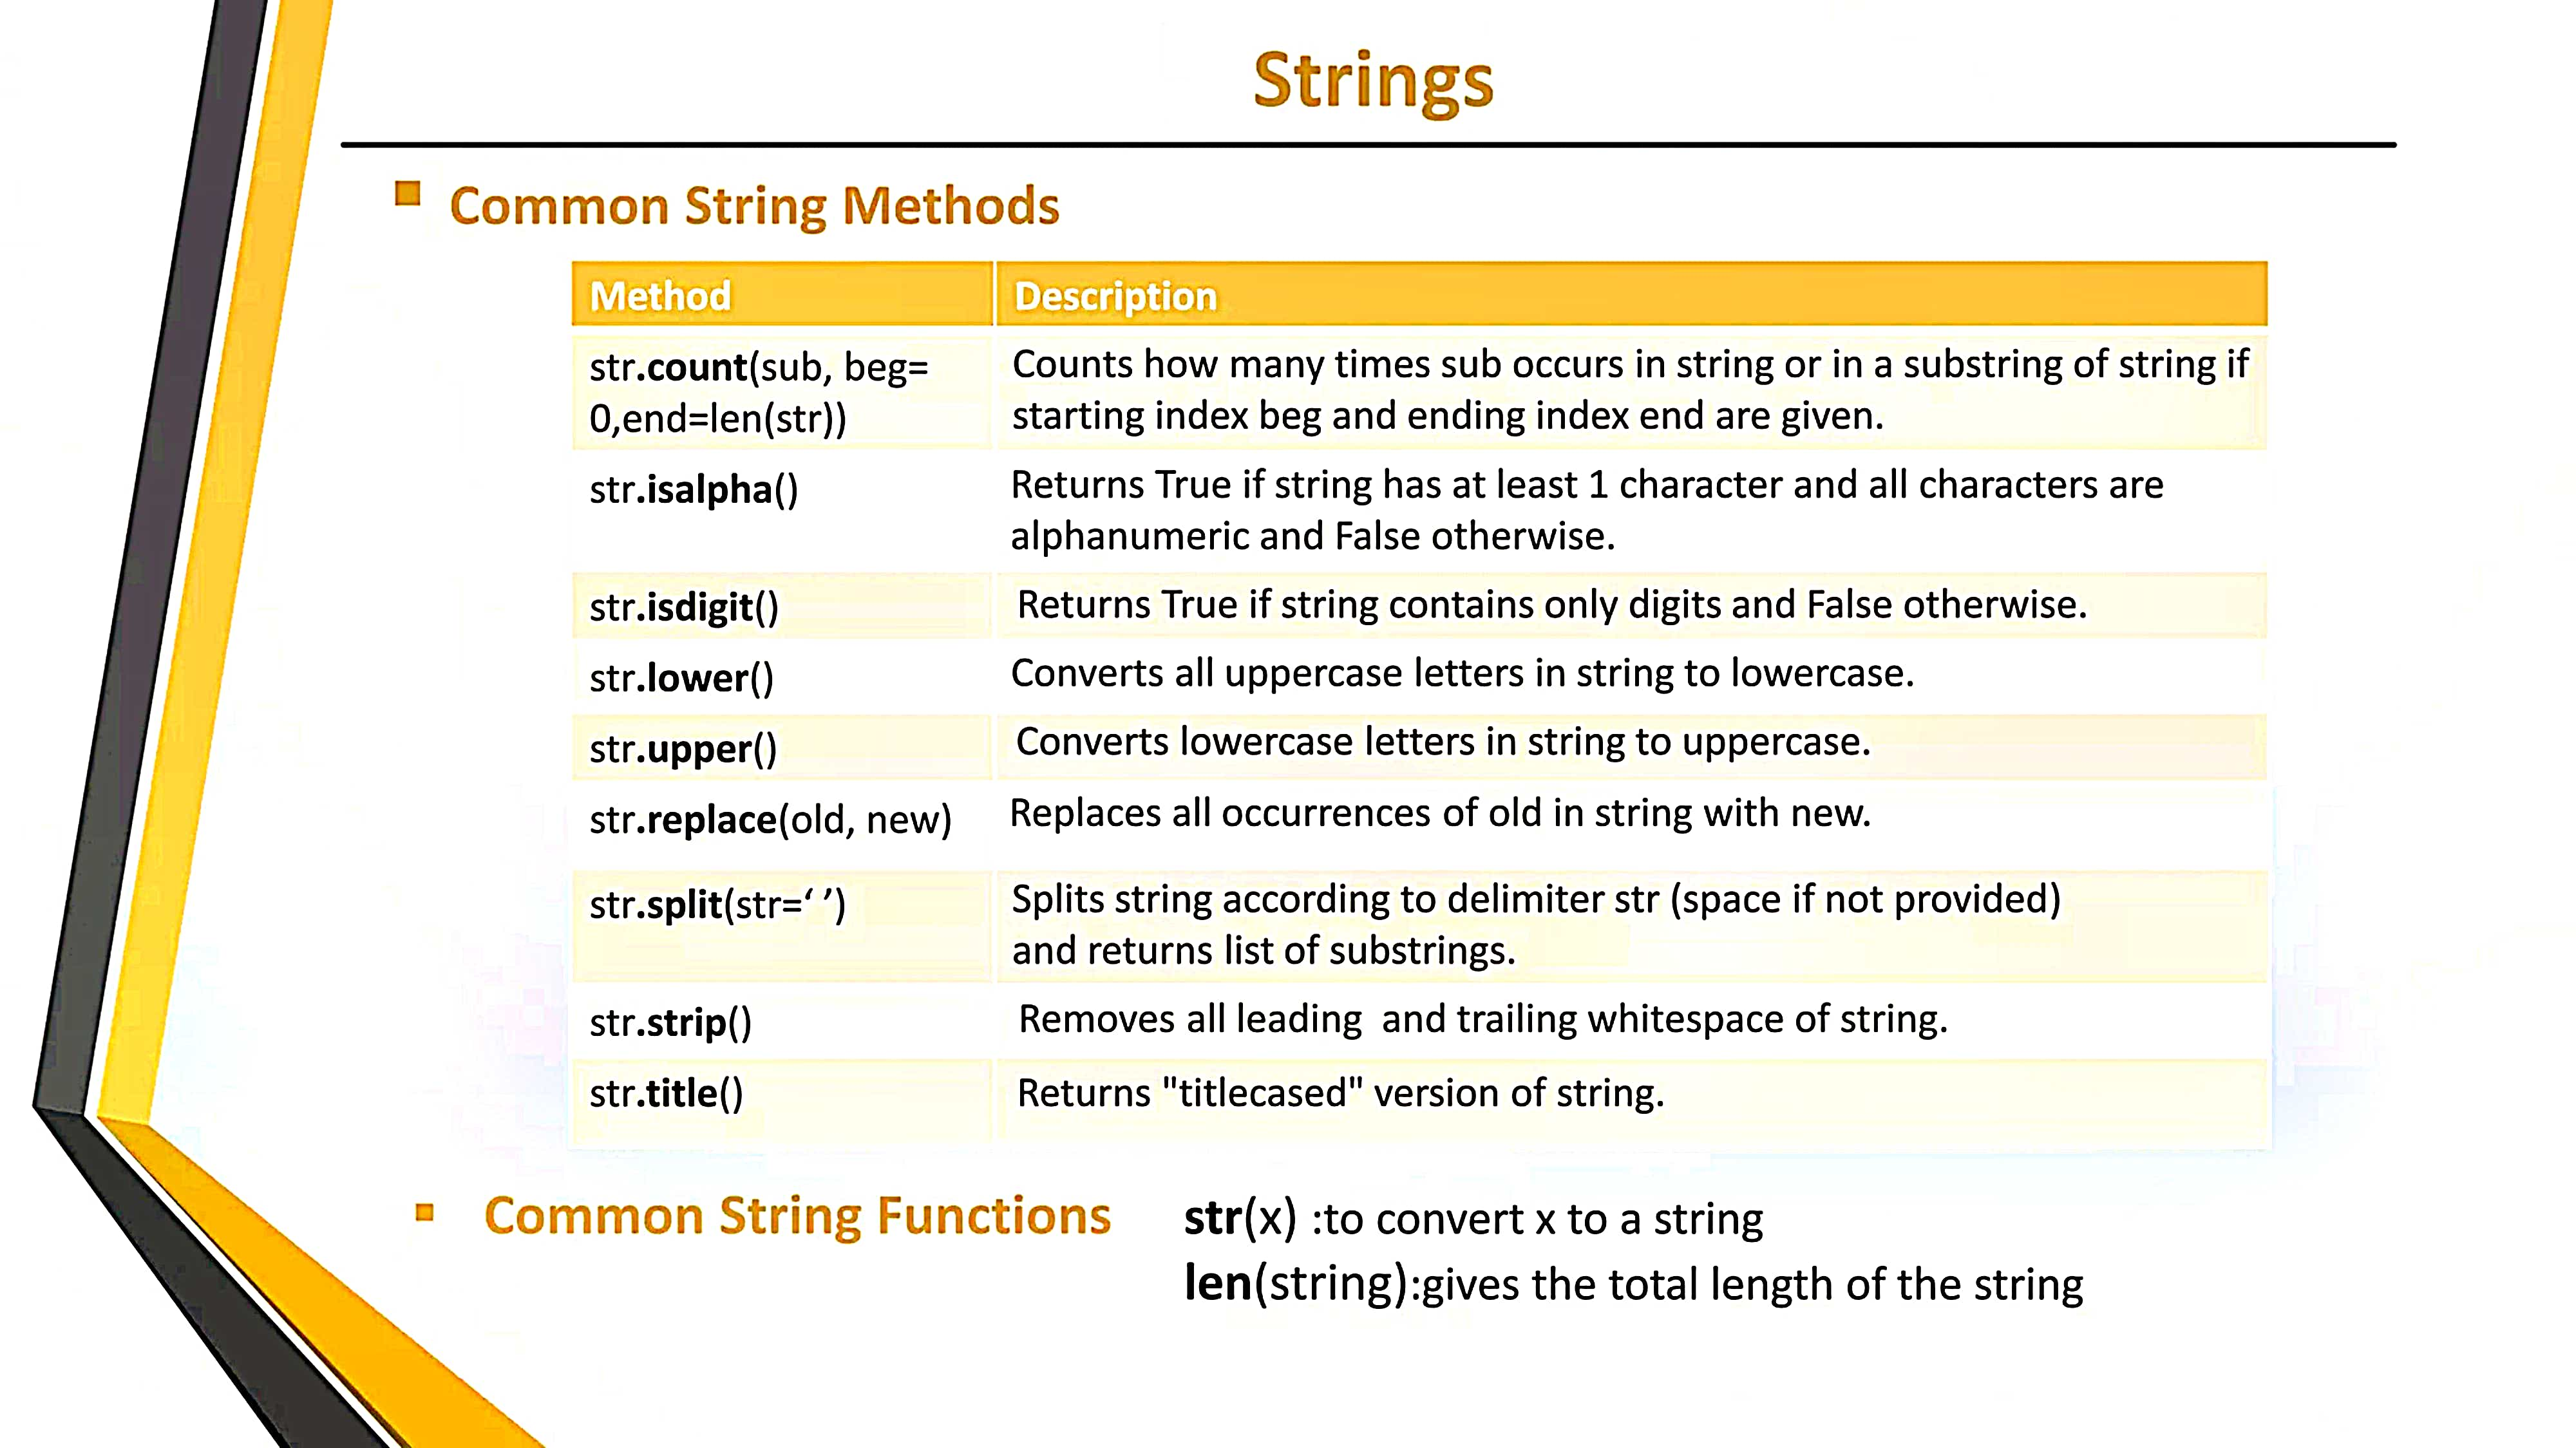 Strings
Common String Methods
Method Description
str.count(sub, beg= Counts how many times sub occurs in string or in a substring of string if
0,end=len(str)) starting index beg and ending index end are given.
str.isalpha() Returns True if string has at least 1 character and all characters are
alphanumeric and False otherwise.
str.isdigit() Returns True if string contains only digits and False otherwise.
str.lower() Converts all uppercase letters in string to lowercase.
str.upper() Converts lowercase letters in string to uppercase.
str.replace(old, new) Replaces all occurrences of old in string with new.
str.split(str=‘ ’) Splits string according to delimiter str (space if not provided)
and returns list of substrings.
str.strip() Removes all leading  and trailing whitespace of string.
str.title() Returns "titlecased" version of string.
Common String Functions str(x) :to convert x to a string
len(string):gives the total length of the string